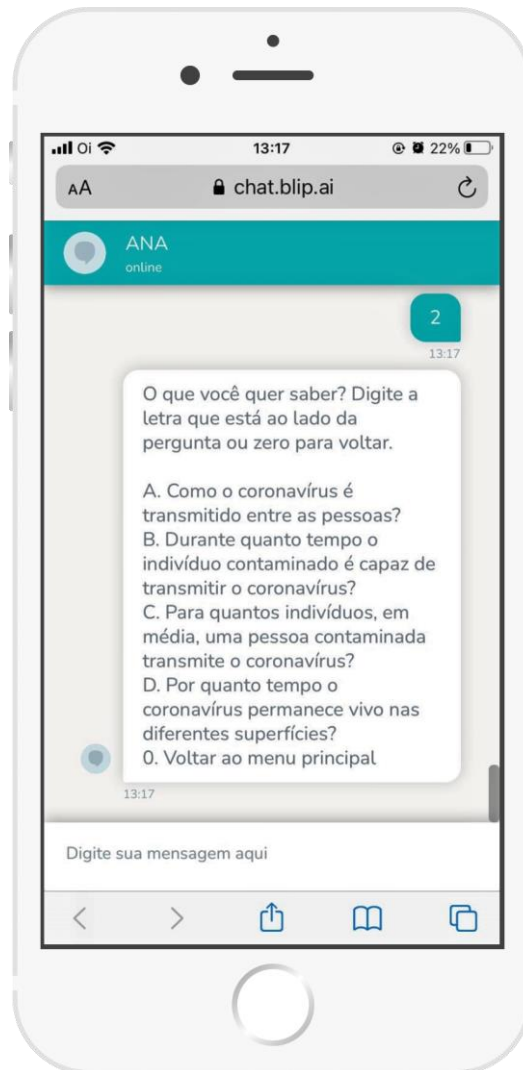 Oi 13:17 22%
AA chat.blip.ai
ANA
online
2
13:17
O que você quer saber? Digite a
letra que está ao lado da
pergunta ou zero para voltar.
A. Como o coronavírus é
transmitido entre as pessoas?
B. Durante quanto tempo o
indivíduo contaminado é capaz de
transmitir o coronavírus?
C. Para quantos indivíduos, em
média, uma pessoa contaminada
transmite o coronavírus?
D. Por quanto tempo o
coronavírus permanece vivo nas
diferentes superfícies?
0. Voltar ao menu principal
13:17
Digite sua mensagem aqui